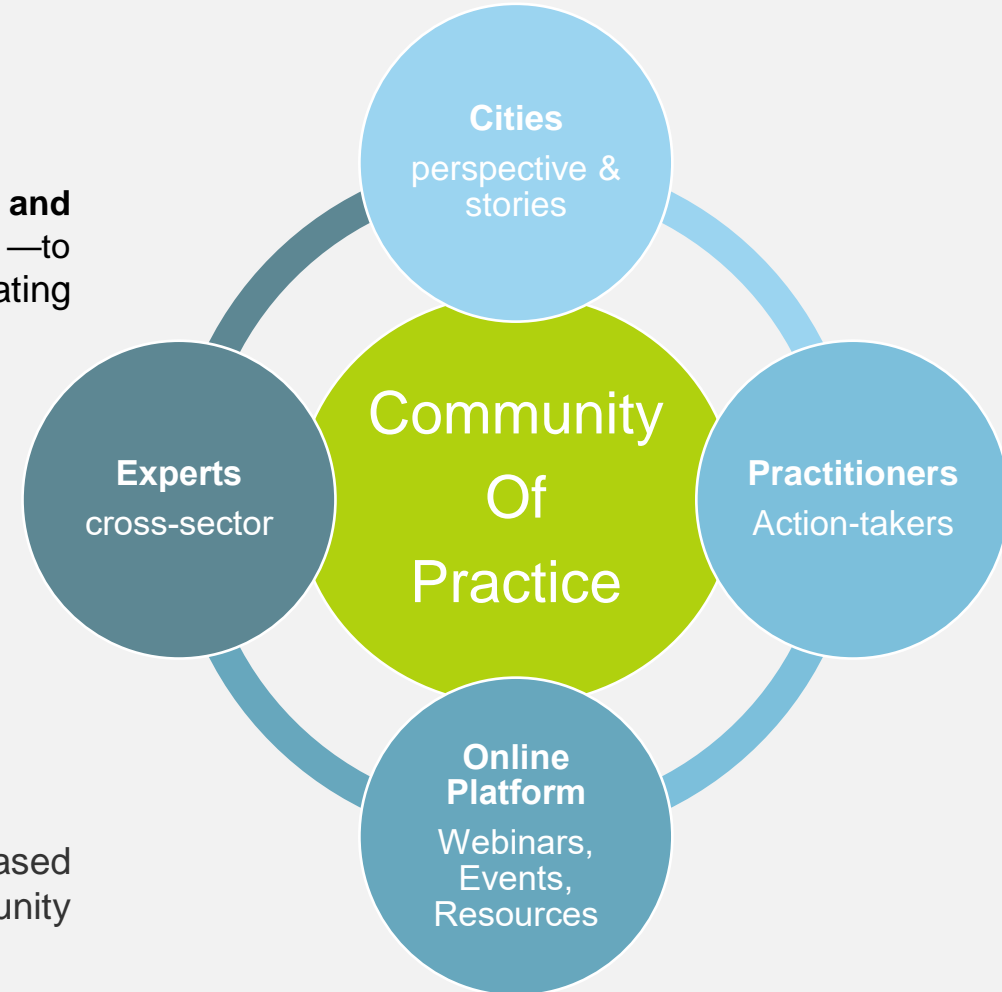 Cities
perspective &
stories
and
—to
ating
Community
Of
Practice
Experts
cross-sector
Practitioners
Action-takers
Online
Platform
Webinars,
Events,
Resources
ased
unity